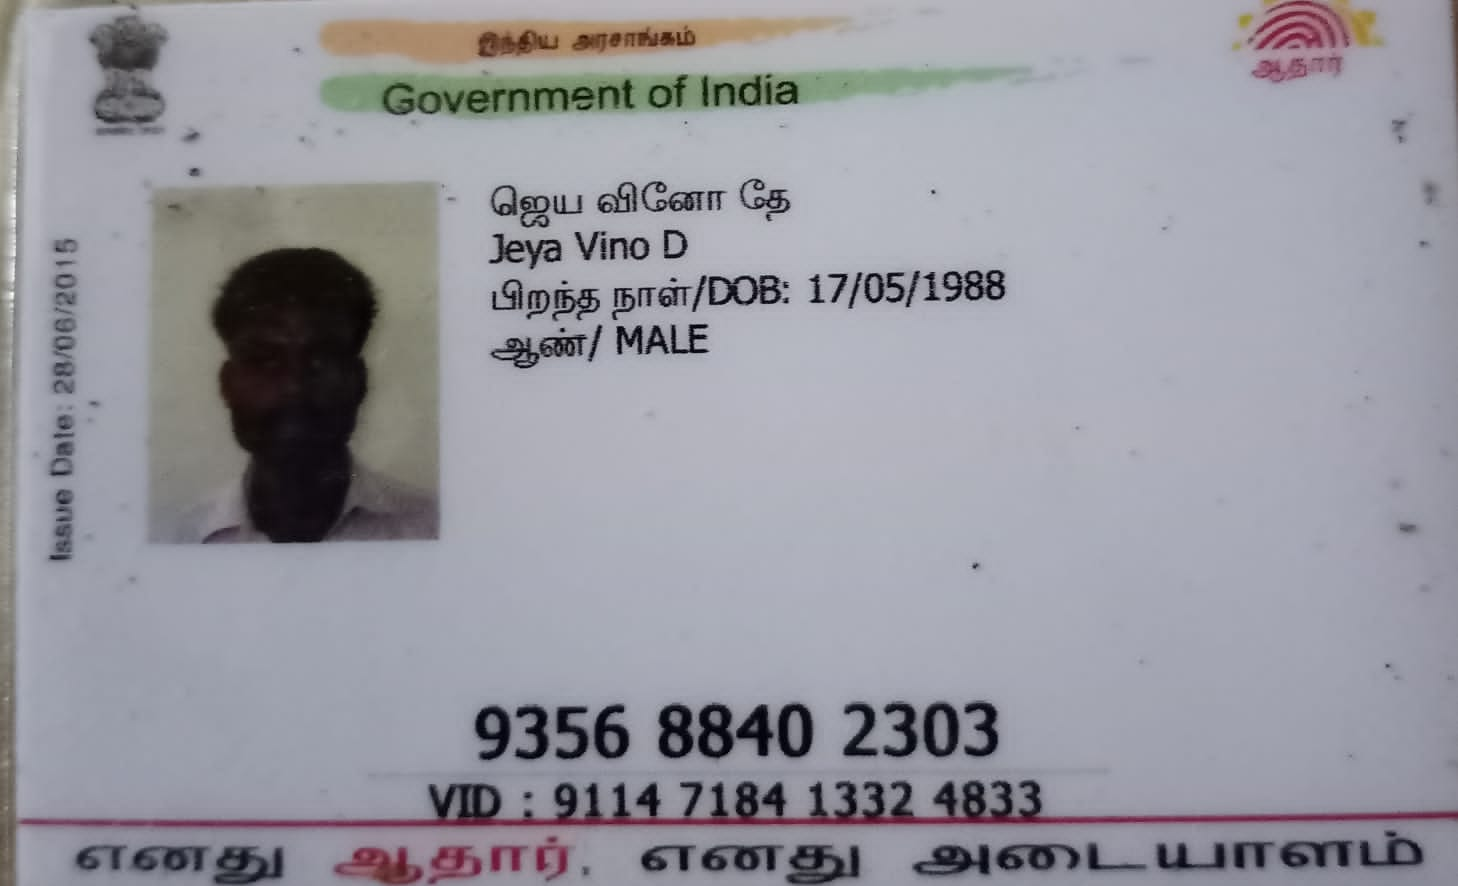 இந்திய அரசாங்கம்
Government of India
ஆதார்
ஜெய வினோ தே
Jeya Vino D
பிறந்த நாள்/DOB: 17/05/1988
ஆண்/ MALE
Issue Date: 28/06/2015
9356 8840 2303
VID : 9114 7184 1332 4833
எனது ஆதார், எனது அடையாளம்